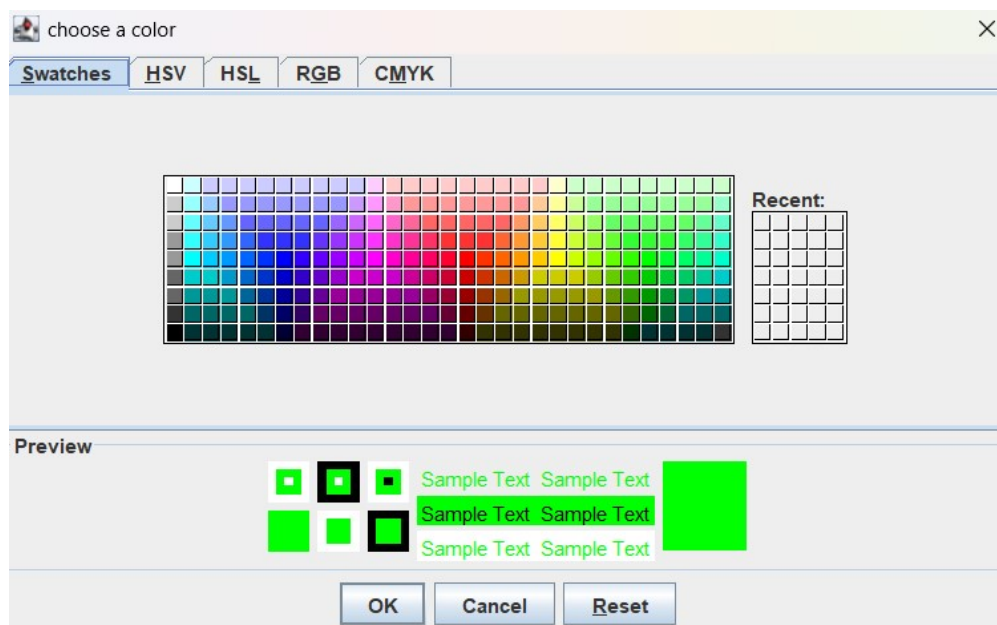 choose a color
Swatches HSV HSL RGB CMYK
Recent:
Preview
Sample Text Sample Text
Sample Text Sample Text
Sample Text Sample Text
OK Cancel Reset